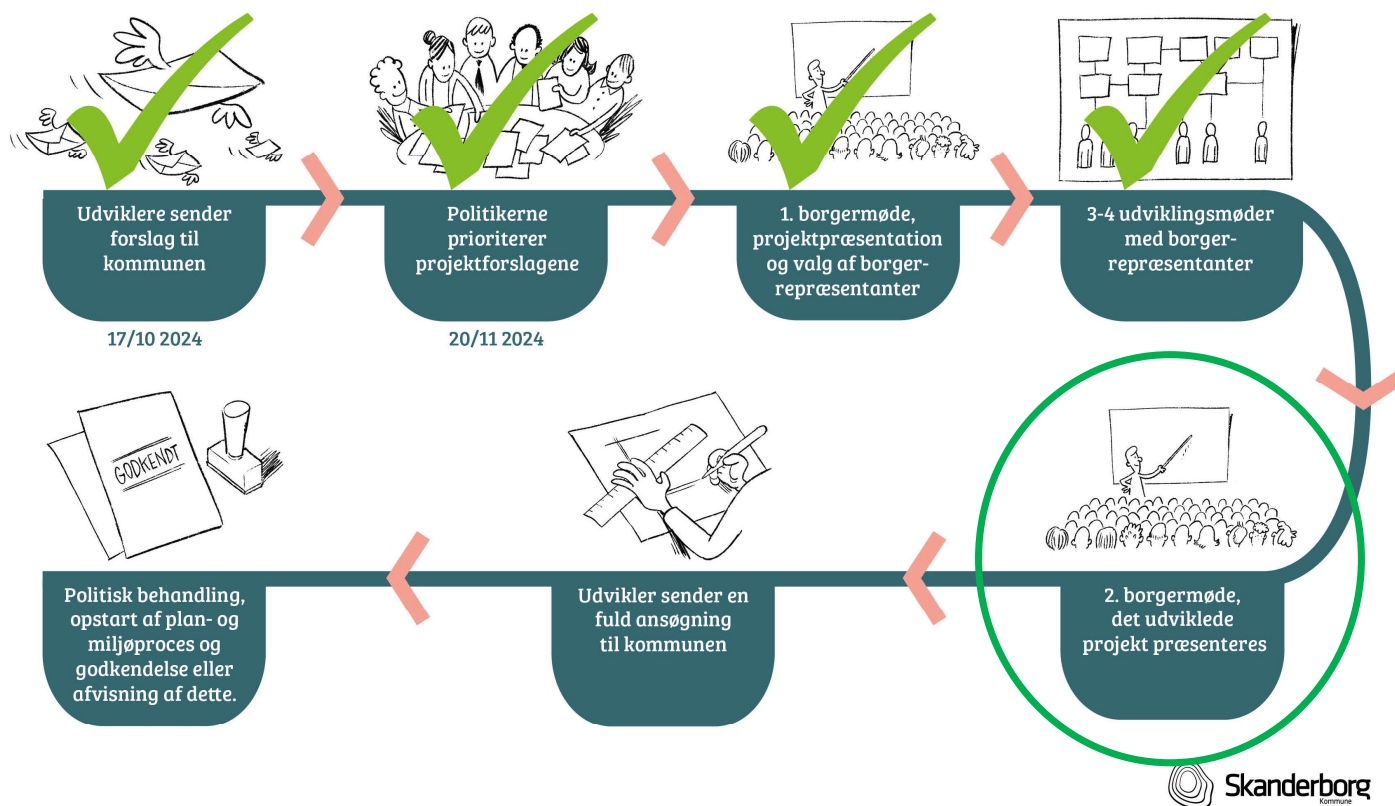 Udviklere sender
forslag til
kommunen
17/10 2024
Politikerne
prioriterer
projektforslagene
20/11 2024
1. borgermøde,
projektpræsentation
og valg af borger-
repræsentanter
3-4 udviklingsmøder
med borger-
repræsentanter
2. borgermøde,
det udviklede
projekt præsenteres
Udvikler sender en
fuld ansøgning
til kommunen
GODKENDT
Politisk behandling,
opstart af plan- og
miljøproces og
godkendelse eller
afvisning af dette.
Skanderborg
Kommune